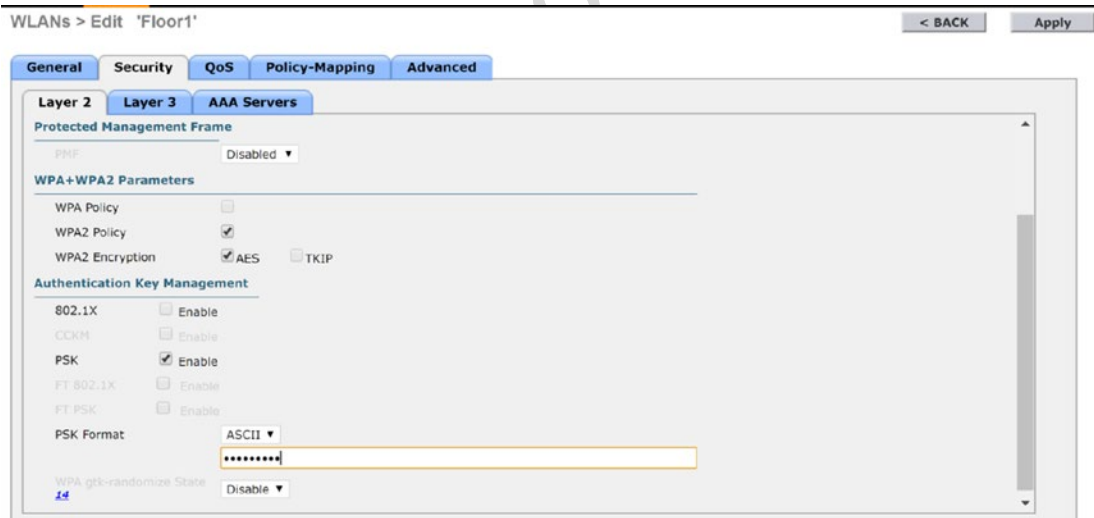 WLANs > Edit 'Floor1'
< BACK
Apply
General Security QoS Policy-Mapping Advanced
Layer 2 Layer 3 AAA Servers
Protected Management Frame
PMF Disabled
WPA+WPA2 Parameters
WPA Policy
WPA2 Policy
WPA2 Encryption AES TKIP
Authentication Key Management
802.1X Enable
CCKM Enable
PSK Enable
FT 802.1X Enable
FT PSK Enable
PSK Format ASCII
•••••••••
WPA gtk-randomize State Disable
14